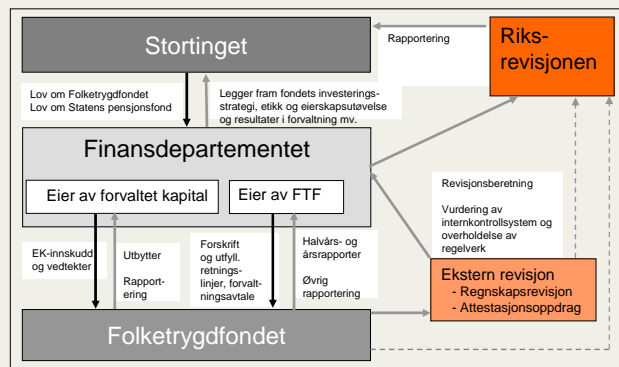 Stortinget
Rapportering
Riks-
revisjonen
Lov om Folketrygdfondet
Lov om Statens pensjonsfond
Legger fram fondets investerings-
strategi, etikk og eierskapsutøvelse
og resultater i forvaltning mv.
Finansdepartementet
Eier av forvaltet kapital
Eier av FTF
Revisjonsberetning
Vurdering av
internkontrollsystem og
overholdelse av
regelverk
EK-innskudd
og vedtekter
Utbytter
Rapport-
ering
Forskrift
og utfyll.
retnings-
linjer, forvalt-
ningsavtale
Halvårs- og
årsrapporter
Øvrig
rapportering
Ekstern revisjon
- Regnskapsrevisjon
- Attestasjonsoppdrag
Folketrygdfondet